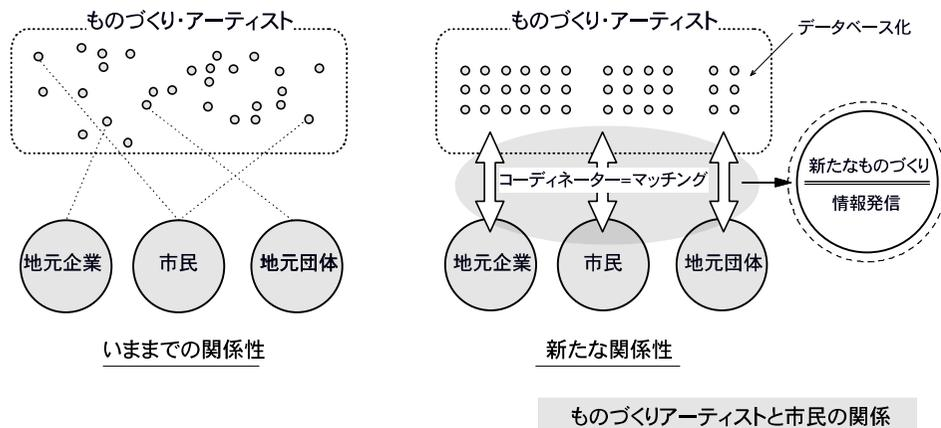 ものづくり・アーティスト
地元企業
市民
地元団体
いままでの関係性
ものづくり・アーティスト
データベース化
コーディネーター=マッチング
新たなものづくり
情報発信
地元企業
市民
地元団体
新たな関係性
ものづくりアーティストと市民の関係